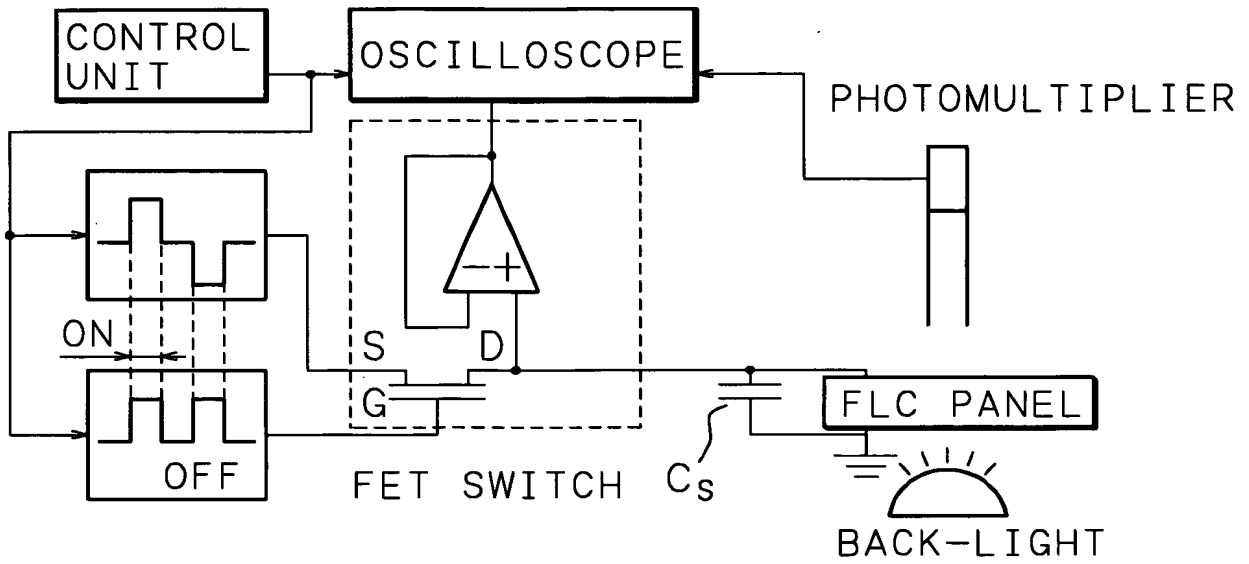 CONTROL
UNIT
OSCILLOSCOPE
PHOTOMULTIPLIER
−+
ON
S
D
G
OFF
FET SWITCH
CS
FLC PANEL
BACK-LIGHT